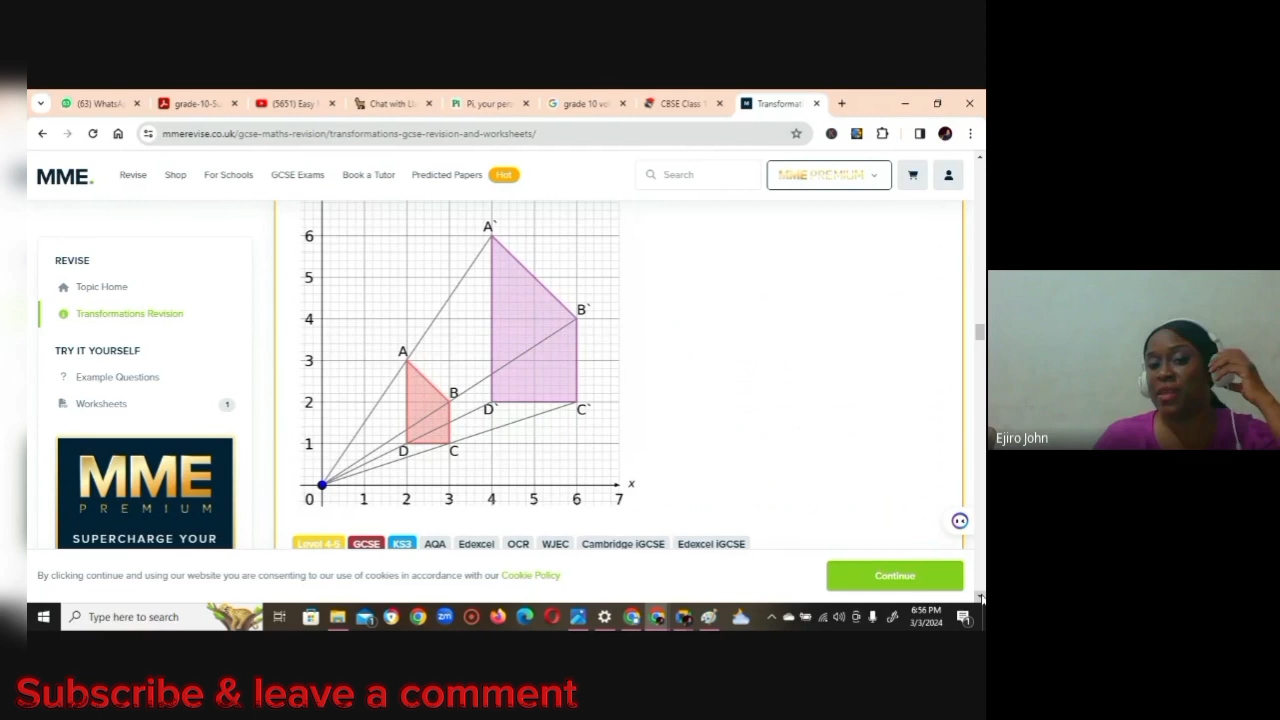 (63) WhatsA
grade-10-Su
(5651) Easy
Chat with Ll
Pi, your pers
grade 10 vo
CBSE Class
Transformati
mmerevise.co.uk/gcse-maths-revision/transformations-gcse-revision-and-worksheets/
MME.
Revise
Shop
For Schools
GCSE Exams
Book a Tutor
Predicted Papers
Hot
Search
MME PREMIUM
REVISE
Topic Home
Transformations Revision
TRY IT YOURSELF
? Example Questions
Worksheets
1
MME
PREMIUM
SUPERCHARGE YOUR
6
5
4
3
2
1
0 1 2 3 4 5 6 7
x
A`
B`
A
B
D`
C`
D
C
Level 4-5 GCSE KS3 AQA Edexcel OCR WJEC Cambridge iGCSE Edexcel iGCSE
By clicking continue and using our website you are consenting to our use of cookies in accordance with our Cookie Policy
Continue
Type here to search
zm
6:56 PM
3/3/2024
Ejiro John
Subscribe & leave a comment